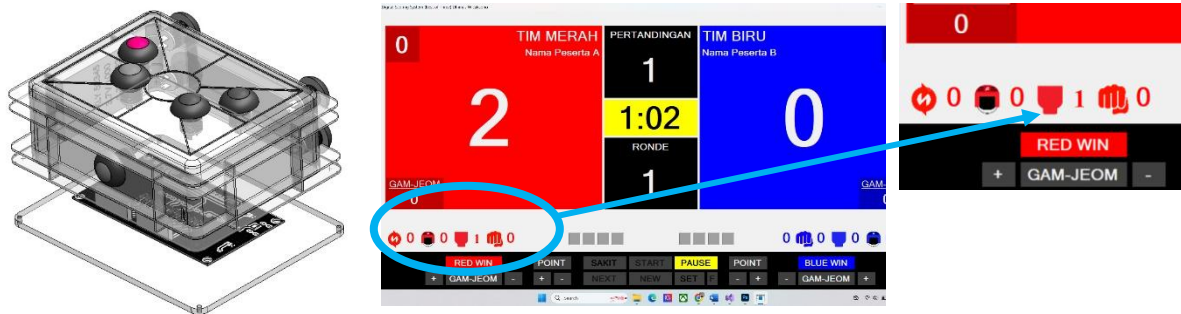 0
TIM MERAH
Nama Peserta A
2
GAM-JEOM
0
PERTANDINGAN
1
1:02
RONDE
1
TIM BIRU
Nama Peserta B
0
GAM-
0
0 0 1 0
0 0 0
RED WIN
+ GAM-JEOM -
POINT
+ -
SAKIT START PAUSE
NEXT NEW SET F
POINT
- +
BLUE WIN
- GAM-JEOM +
Search
0
0 0 1 0
RED WIN
+ GAM-JEOM -